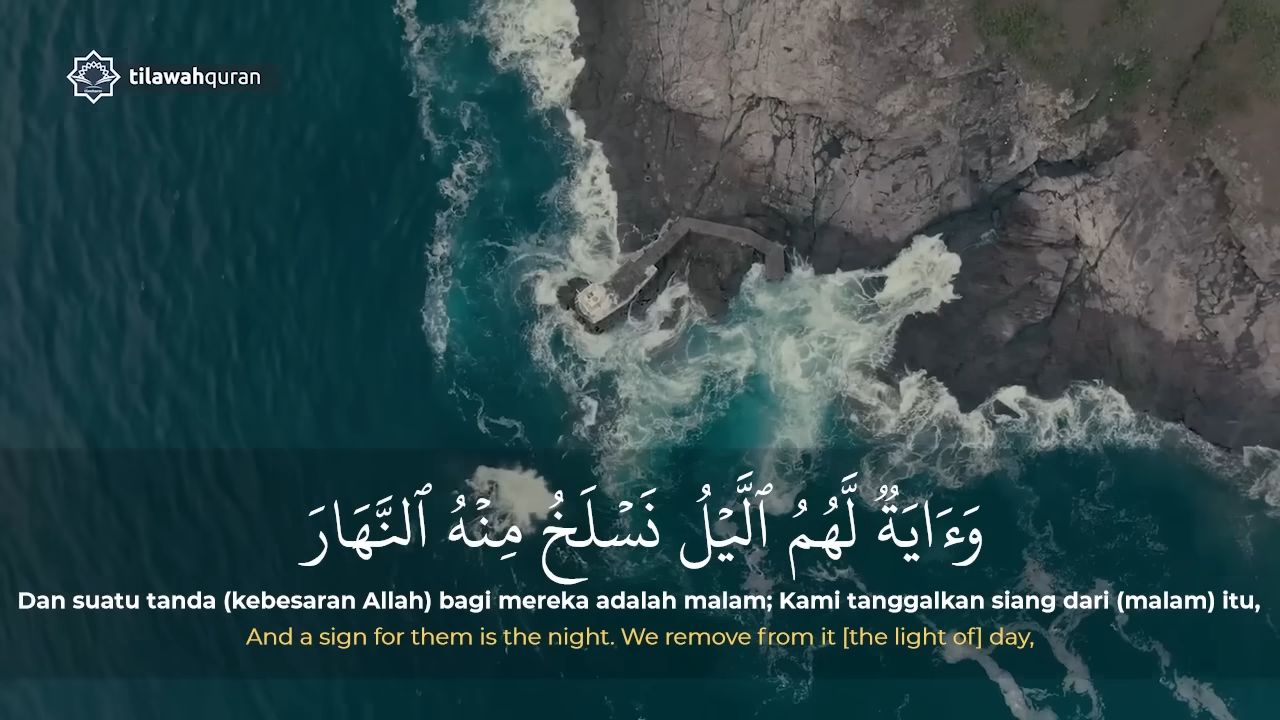 tilawahquran
وَءَايَةٌ لَّهُمُ ٱلَّيْلُ نَسْلَخُ مِنْهُ ٱلنَّهَارَ
Dan suatu tanda (kebesaran Allah) bagi mereka adalah malam; Kami tanggalkan siang dari (malam) itu,
And a sign for them is the night. We remove from it [the light of] day,